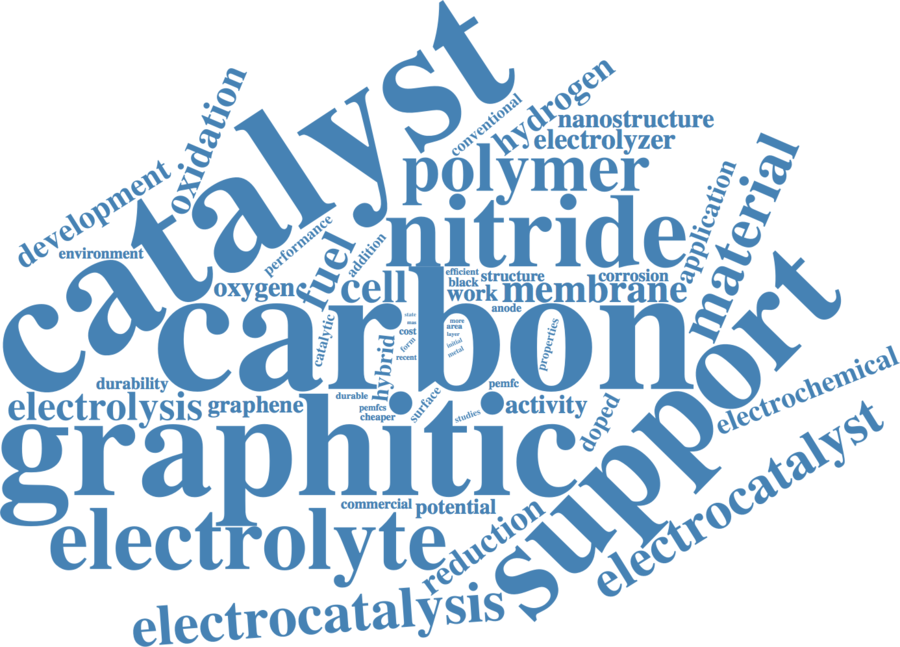 catalyst
oxidation
development
environment
conventional
hydrogen
nanostructure
electrolyzer
polymer
nitride
application
material
performance
addition
fuel
oxygen
cell
efficient
black
structure
corrosion
work
membrane
anode
carbon
catalytic
hybrid
state
cost
form
recent
more
area
layer
initial
metal
properties
support
durability
electrolysis
graphene
durable
pemfcs
cheaper
surface
studies
pemfc
activity
doped
electrochemical
graphitic
commercial
potential
electrolyte
reduction
electrocatalyst
electrocatalysis